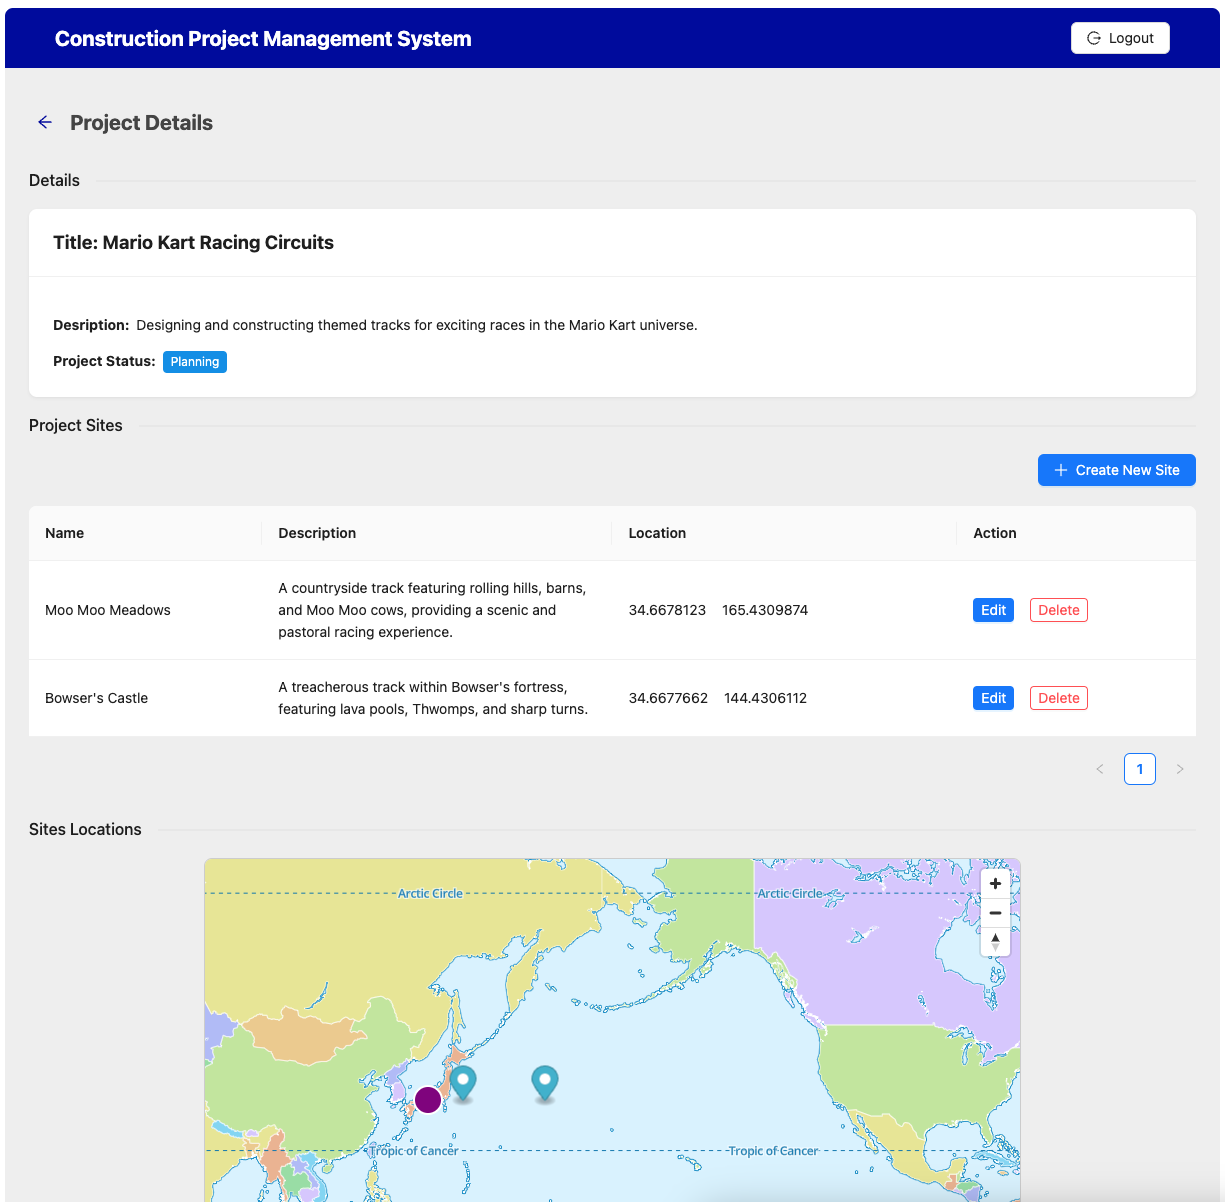 Construction Project Management System
Logout
Project Details
Details
Title: Mario Kart Racing Circuits
Desription: Designing and constructing themed tracks for exciting races in the Mario Kart universe.
Project Status: Planning
Project Sites
Create New Site
Name Description Location Action
A countryside track featuring rolling hills, barns,
Moo Moo Meadows and Moo Moo cows, providing a scenic and 34.6678123 165.4309874 Edit Delete
pastoral racing experience.
A treacherous track within Bowser's fortress,
Bowser's Castle 34.6677662 144.4306112 Edit Delete
featuring lava pools, Thwomps, and sharp turns.
1
Sites Locations
Arctic Circle Arctic Circle
Tropic of Cancer Tropic of Cancer